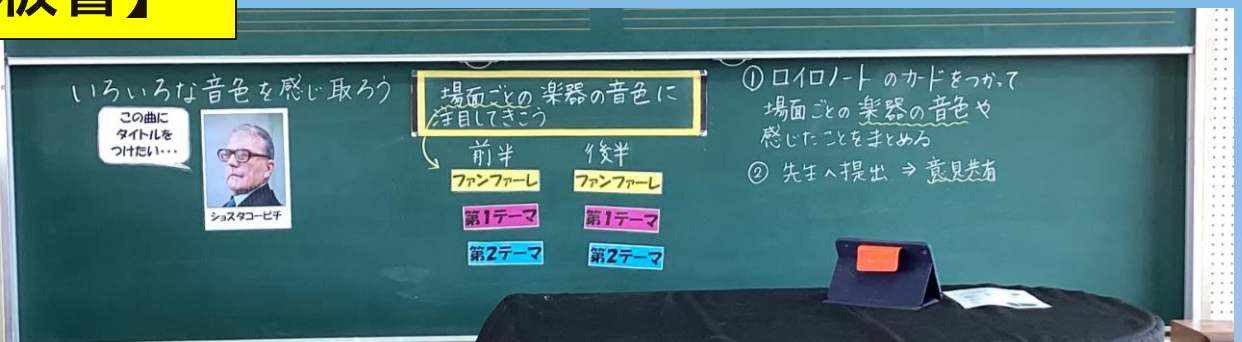 板書】
いろいろな音色を感じ取ろう
この曲に
タイトルを
つけたい…
ショスタコービチ
場面ごとの楽器の音色に
注目してきこう
前半 後半
ファンファーレ ファンファーレ
第1テーマ 第1テーマ
第2テーマ 第2テーマ
① ロイロノートのカードをつかって
場面ごとの楽器の音色や
感じたことをまとめる
② 先生へ提出 ⇒ 意見共有